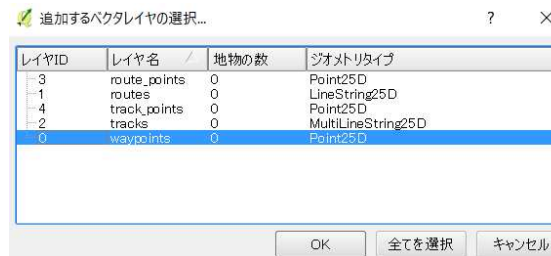 追加するベクタレイヤの選択... ? ×
レイヤID レイヤ名 地物の数 ジオメトリタイプ
3 route_points 0 Point25D
1 routes 0 LineString25D
4 track_points 0 Point25D
2 tracks 0 MultiLineString25D
0 waypoints 0 Point25D
OK 全てを選択 キャンセル